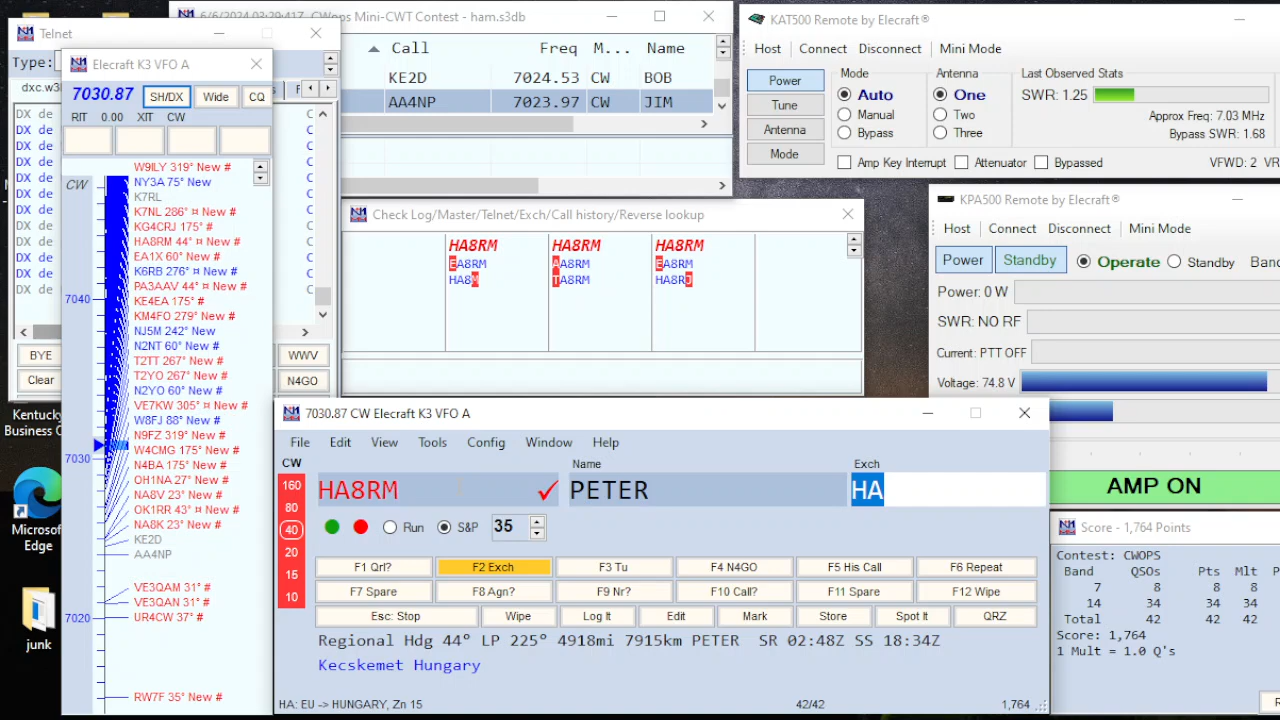 6/6/2024 03:29:41Z CWops Mini-CWT Contest - ham.s3db
Call Freq M... Name
KE2D 7024.53 CW BOB
AA4NP 7023.97 CW JIM
Telnet
Type:
dxc.w3
DX de
DX de
DX de
DX de
DX de
DX de
DX de
DX de
DX de
DX de
DX de
DX de
BYE
WWV
Clear
N4GO
Elecraft K3 VFO A
7030.87 SH/DX Wide CQ
RIT 0.00 XIT CW
CW
7040
7030
7020
W9ILY 319° New #
NY3A 75° New
K7RL
K7NL 286° ¤ New #
KG4CRJ 175° #
HA8RM 44° ¤ New #
EA1X 60° New #
K6RB 276° ¤ New #
PA3AAV 44° ¤ New #
KE4EA 175° #
KM4FO 279° New #
NJ5M 242° New
N2NT 60° New #
T2TT 267° New #
T2YO 267° New #
N2YO 60° New #
VE7KW 305° ¤ New #
W8FJ 88° New #
N9FZ 319° New #
W4CMG 175° New #
N4BA 175° New #
OH1NA 27° New #
NA8V 23° New #
OK1RR 43° ¤ New #
NA8K 23° New #
KE2D
AA4NP
VE3QAM 31° #
VE3QAN 31° #
UR4CW 37° #
RW7F 35° New #
Kentucky
Business C
Microsoft
Edge
junk
Check Log/Master/Telnet/Exch/Call history/Reverse lookup
HA8RM HA8RM HA8RM
EA8RM AA8RM EA8RM
HA8M TA8RM HA8RJ
KAT500 Remote by Elecraft®
Host Connect Disconnect Mini Mode
Power
Tune
Antenna
Mode
Mode
Auto
Manual
Bypass
Antenna
One
Two
Three
Last Observed Stats
SWR: 1.25
Approx Freq: 7.03 MHz
Bypass SWR: 1.68
Amp Key Interrupt Attenuator Bypassed VFWD: 2 VR
KPA500 Remote by Elecraft®
Host Connect Disconnect Mini Mode
Power Standby Operate Standby Band
Power: 0 W
SWR: NO RF
Current: PTT OFF
Voltage: 74.8 V
AMP ON
7030.87 CW Elecraft K3 VFO A
File Edit View Tools Config Window Help
CW Name Exch
160
80
40
20
15
10
HA8RM PETER HA
Run S&P 35
F1 Qrl? F2 Exch F3 Tu F4 N4GO F5 His Call F6 Repeat
F7 Spare F8 Agn? F9 Nr? F10 Call? F11 Spare F12 Wipe
Esc: Stop Wipe Log It Edit Mark Store Spot It QRZ
Regional Hdg 44° LP 225° 4918mi 7915km PETER SR 02:48Z SS 18:34Z
Kecskemet Hungary
HA: EU -> HUNGARY, Zn 15 42/42 1,764
Score - 1,764 Points
Contest: CWOPS
Band QSOs Pts Mlt P
7 8 8 8
14 34 34 34
Total 42 42 42
Score: 1,764
1 Mult = 1.0 Q's